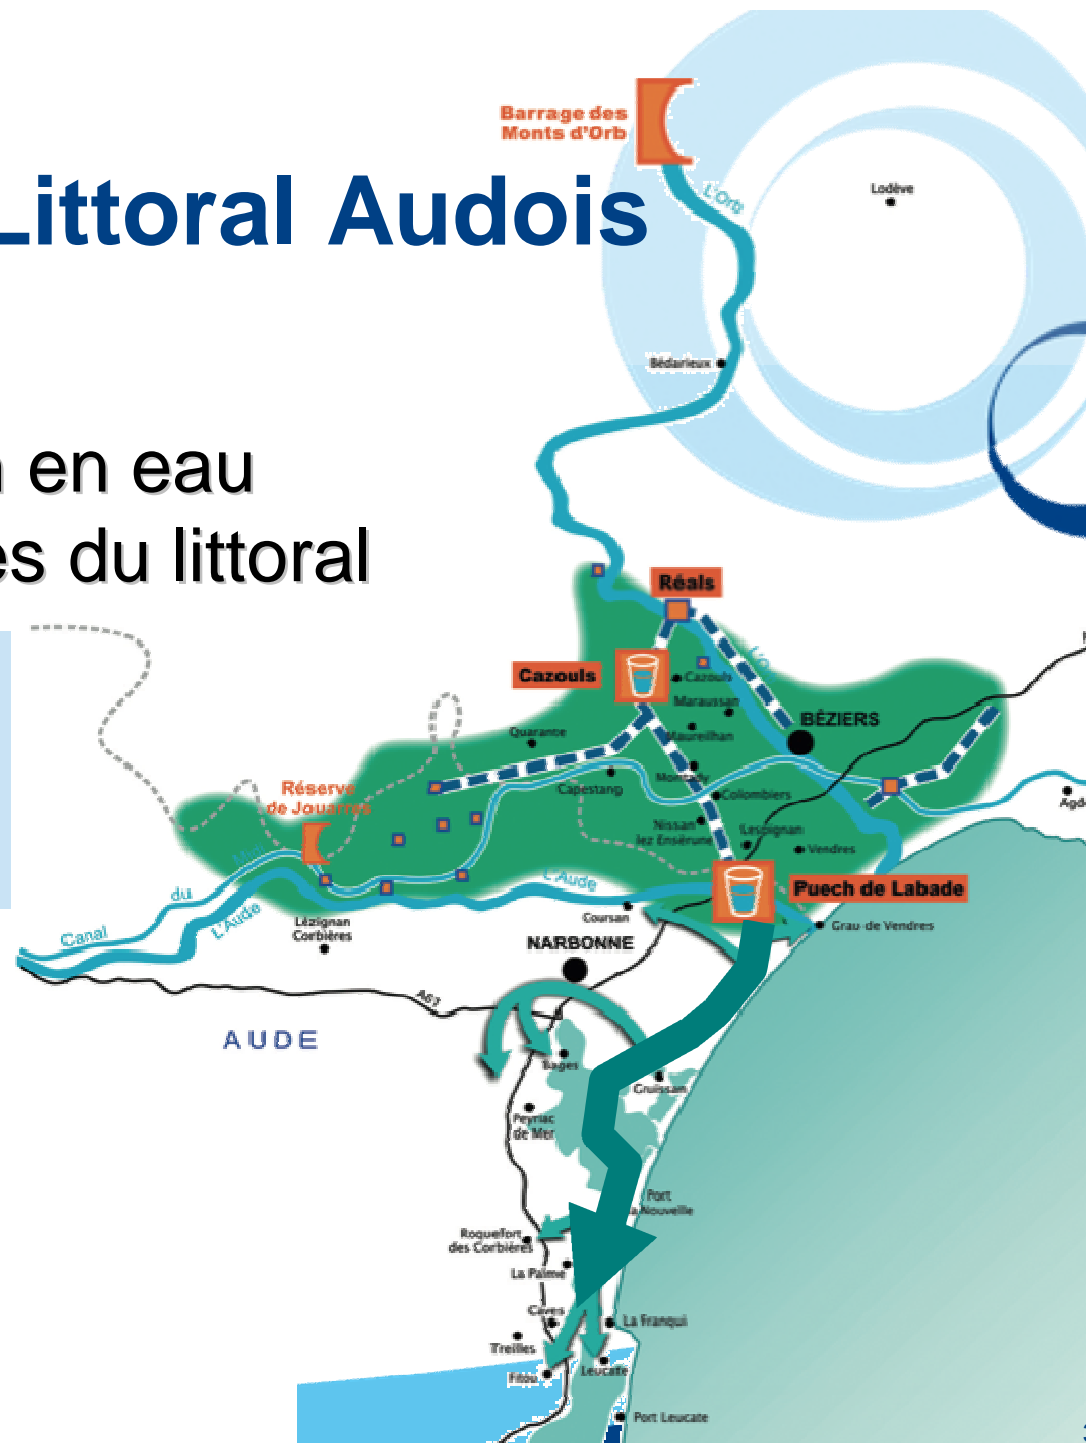 Barrage des
Monts d'Orb
L'Orb
Lodève
Littoral Audois
Bédarieux
en eau
es du littoral
Réals
Cazouls
Cazouls
Maraussan
BÉZIERS
Quarante
Maureilhan
Montady
Capestang
Colombiers
Réserve
de Jouarres
Agde
Nissan
lez Ensérune
Lespignan
Vendres
Midi
du
Canal
L'Aude
L'Aude
Puech de Labade
Lézignan
Corbières
Coursan
Grau de Vendres
NARBONNE
A61
AUDE
Bages
Gruissan
Peyriac
de Mer
Port
la Nouvelle
Roquefort
des Corbières
La Palme
Caves
La Franqui
Treilles
Fitou
Leucate
Port Leucate